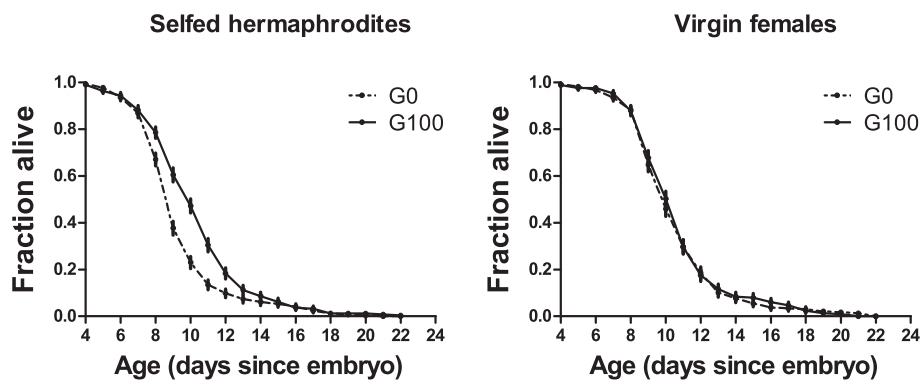 Selfed hermaphrodites
Fraction alive
1.0
0.8
0.6
0.4
0.2
0.0
G0
G100
4 6 8 10 12 14 16 18 20 22 24
Age (days since embryo)
Virgin females
Fraction alive
1.0
0.8
0.6
0.4
0.2
0.0
G0
G100
4 6 8 10 12 14 16 18 20 22 24
Age (days since embryo)